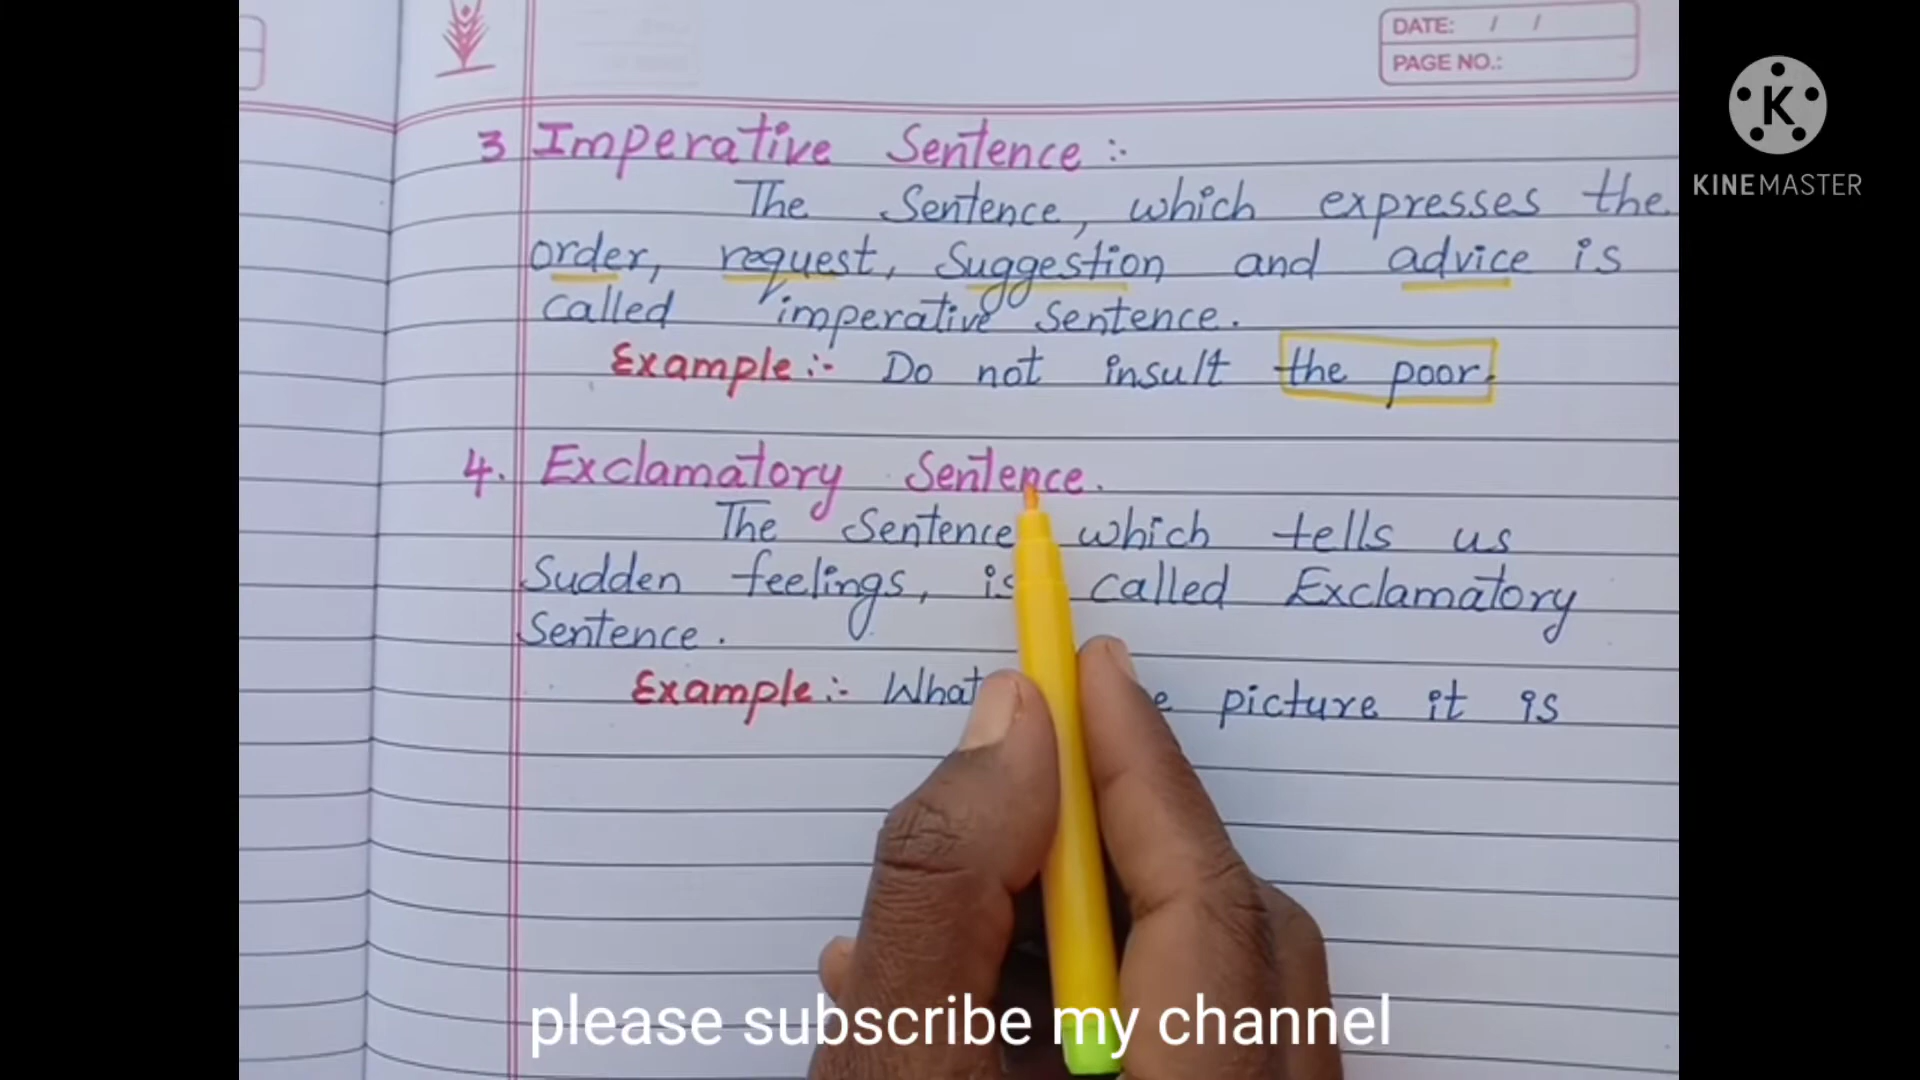 DATE: / /
PAGE NO.:
KINEMASTER
3 Imperative Sentence :-
The Sentence, which expresses the
order, request, Suggestion and advice is
called imperative Sentence.
Example :- Do not insult the poor.
4. Exclamatory Sentence.
The Sentence which tells us
Sudden feelings, is called Exclamatory
Sentence.
Example :- What picture it is
please subscribe my channel